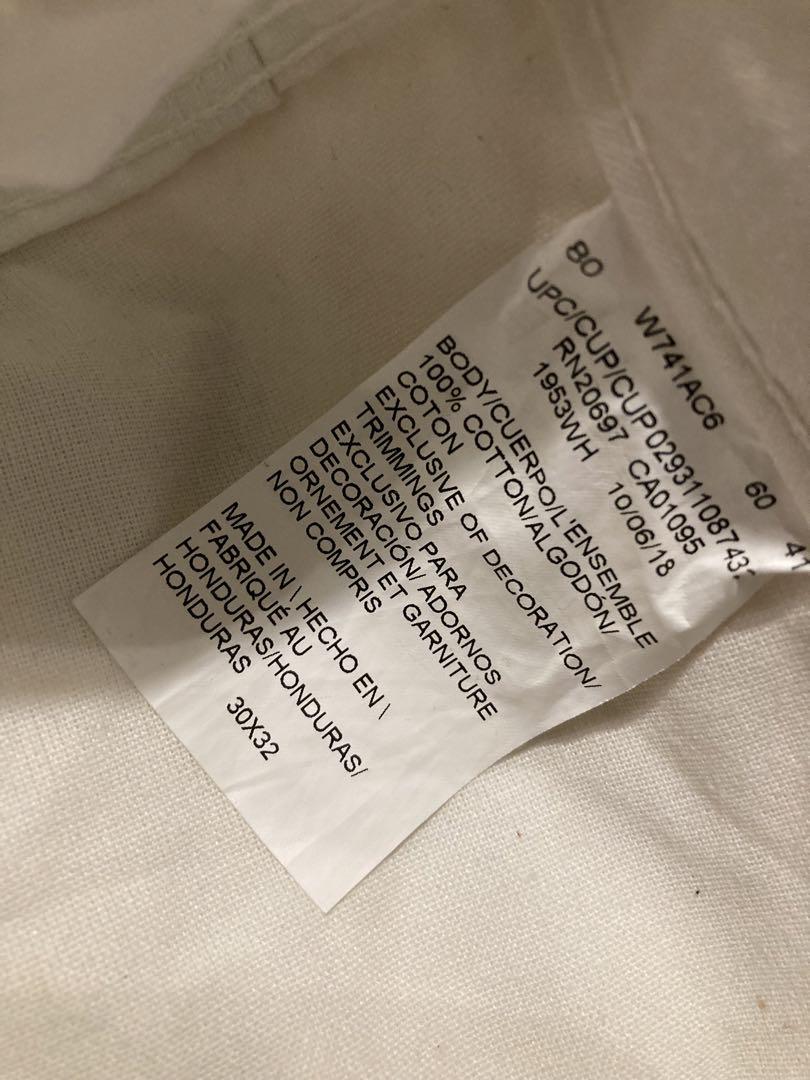 80 W741AC6 60 41
UPC/CUP/CUP 02931108743
RN20697 CA01095
1953WH 10/06/18
BODY/CUERPO/L'ENSEMBLE
100% COTTON/ALGODÓN/
COTON
EXCLUSIVE OF DECORATION/
TRIMMINGS
EXCLUSIVO PARA
DECORACIÓN/ ADORNOS
ORNEMENT ET GARNITURE
NON COMPRIS
MADE IN \ HECHO EN \
FABRIQUÉ AU
HONDURAS/HONDURAS/
HONDURAS
30X32